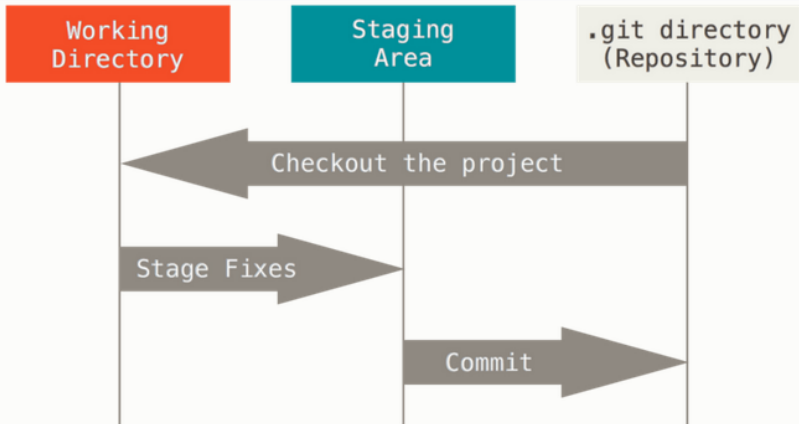 Working
Directory
Staging
Area
.git directory
(Repository)
Checkout the project
Stage Fixes
Commit